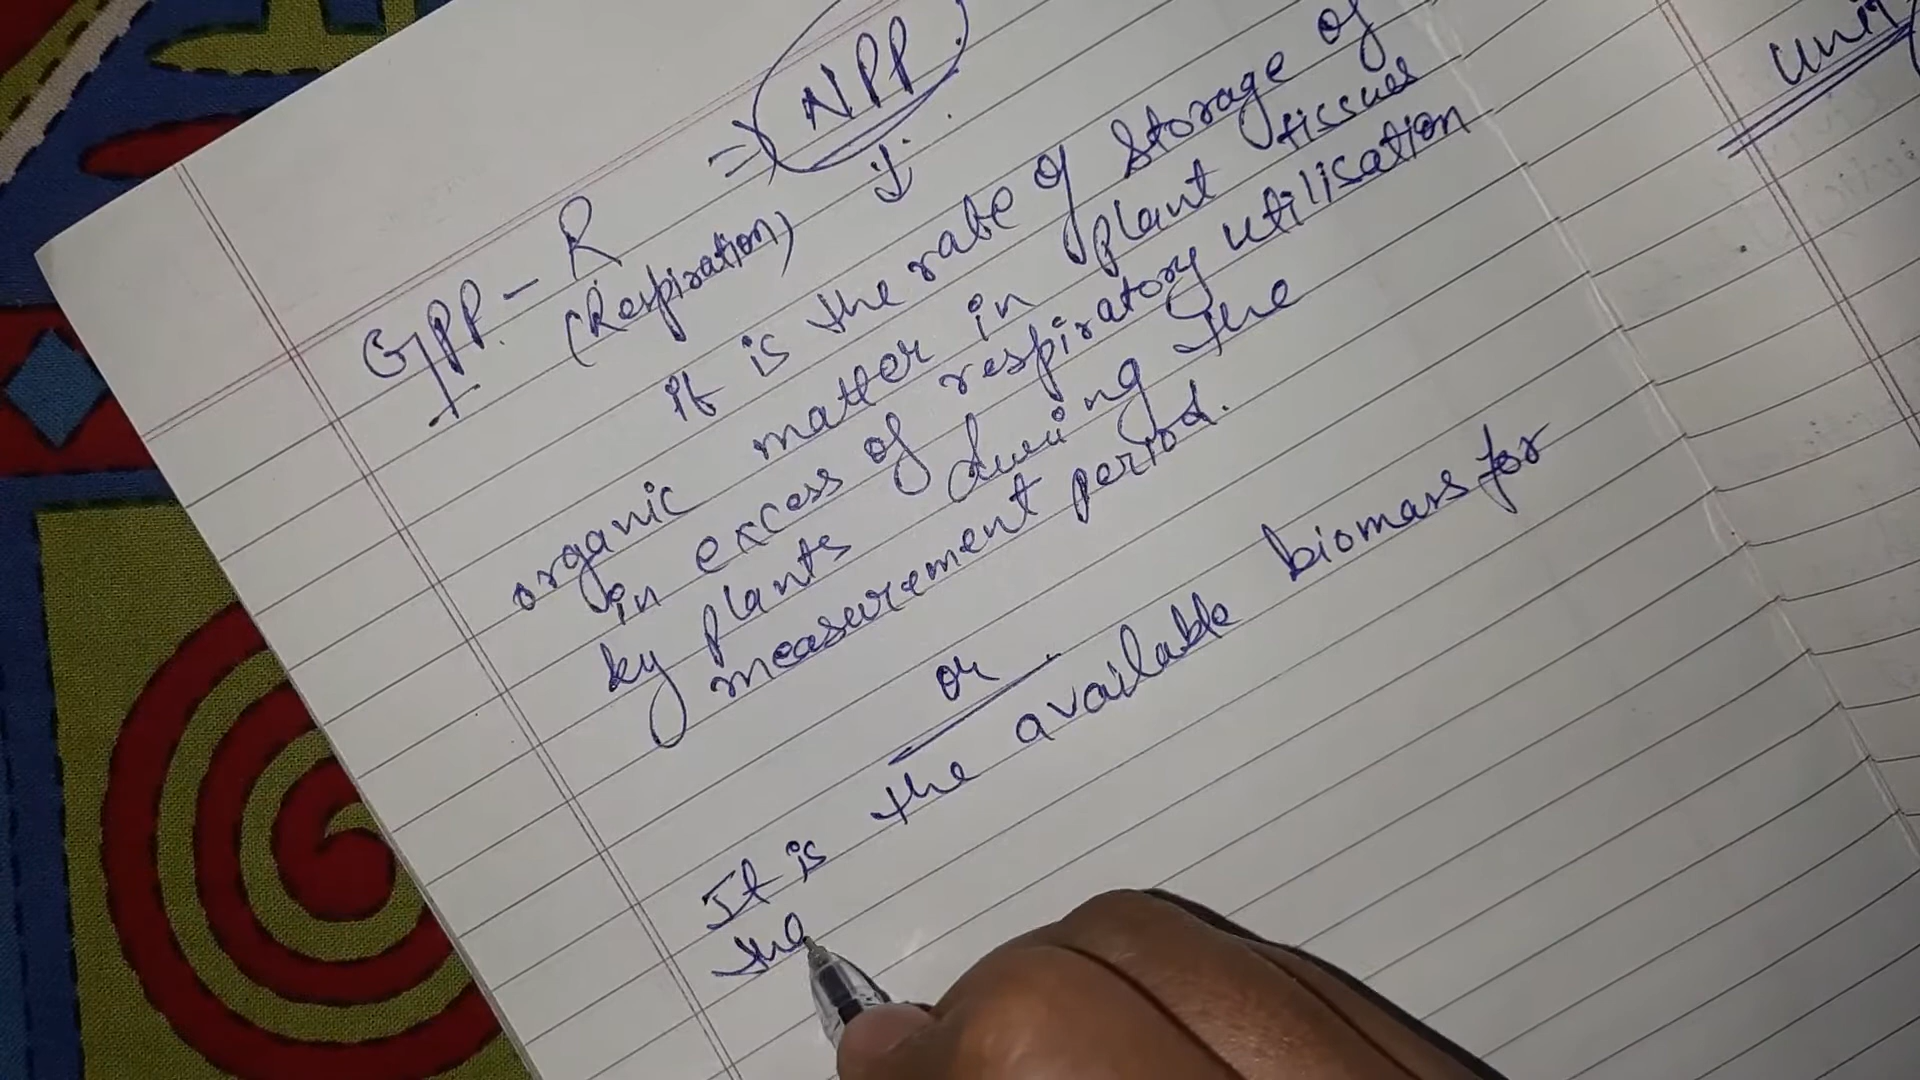 GPP - R => NPP
(Respiration)
it is the rate of storage of
organic matter in plant tissues
in excess of respiratory utilisation
by plants during the
measurement period.
or
It is the available biomass for
the
Unit